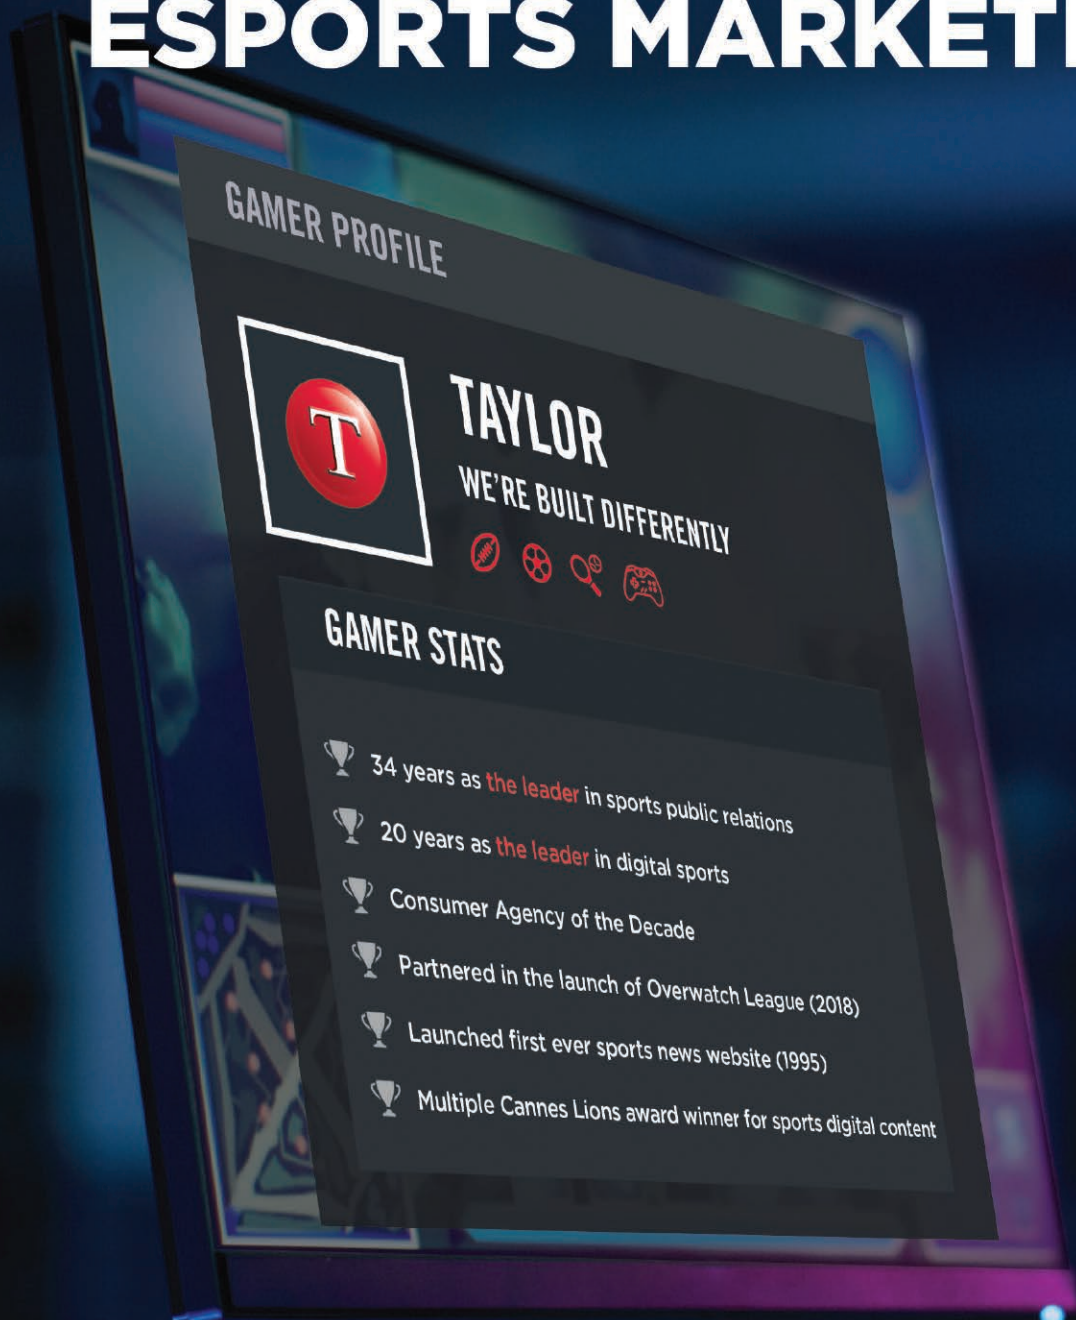 ESPORTS MARKETI
GAMER PROFILE
T
TAYLOR
WE'RE BUILT DIFFERENTLY
GAMER STATS
34 years as the leader in sports public relations
20 years as the leader in digital sports
Consumer Agency of the Decade
Partnered in the launch of Overwatch League (2018)
Launched first ever sports news website (1995)
Multiple Cannes Lions award winner for sports digital content